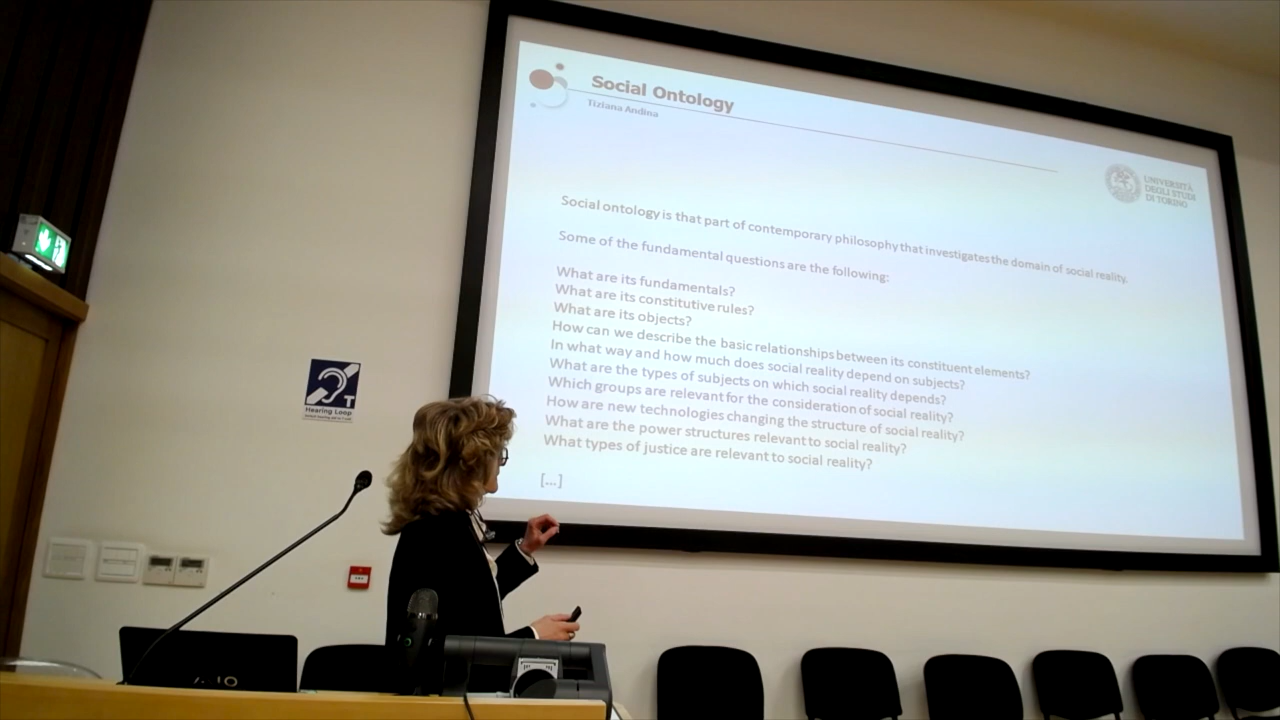 Social Ontology
Tiziana Andina
UNIVERSITÀ
DEGLI STUDI
DI TORINO
Social ontology is that part of contemporary philosophy that investigates the domain of social reality.
Some of the fundamental questions are the following:
What are its fundamentals?
What are its constitutive rules?
What are its objects?
How can we describe the basic relationships between its constituent elements?
In what way and how much does social reality depend on subjects?
What are the types of subjects on which social reality depends?
Which groups are relevant for the consideration of social reality?
How are new technologies changing the structure of social reality?
What are the power structures relevant to social reality?
What types of justice are relevant to social reality?
[...]
T
Hearing Loop